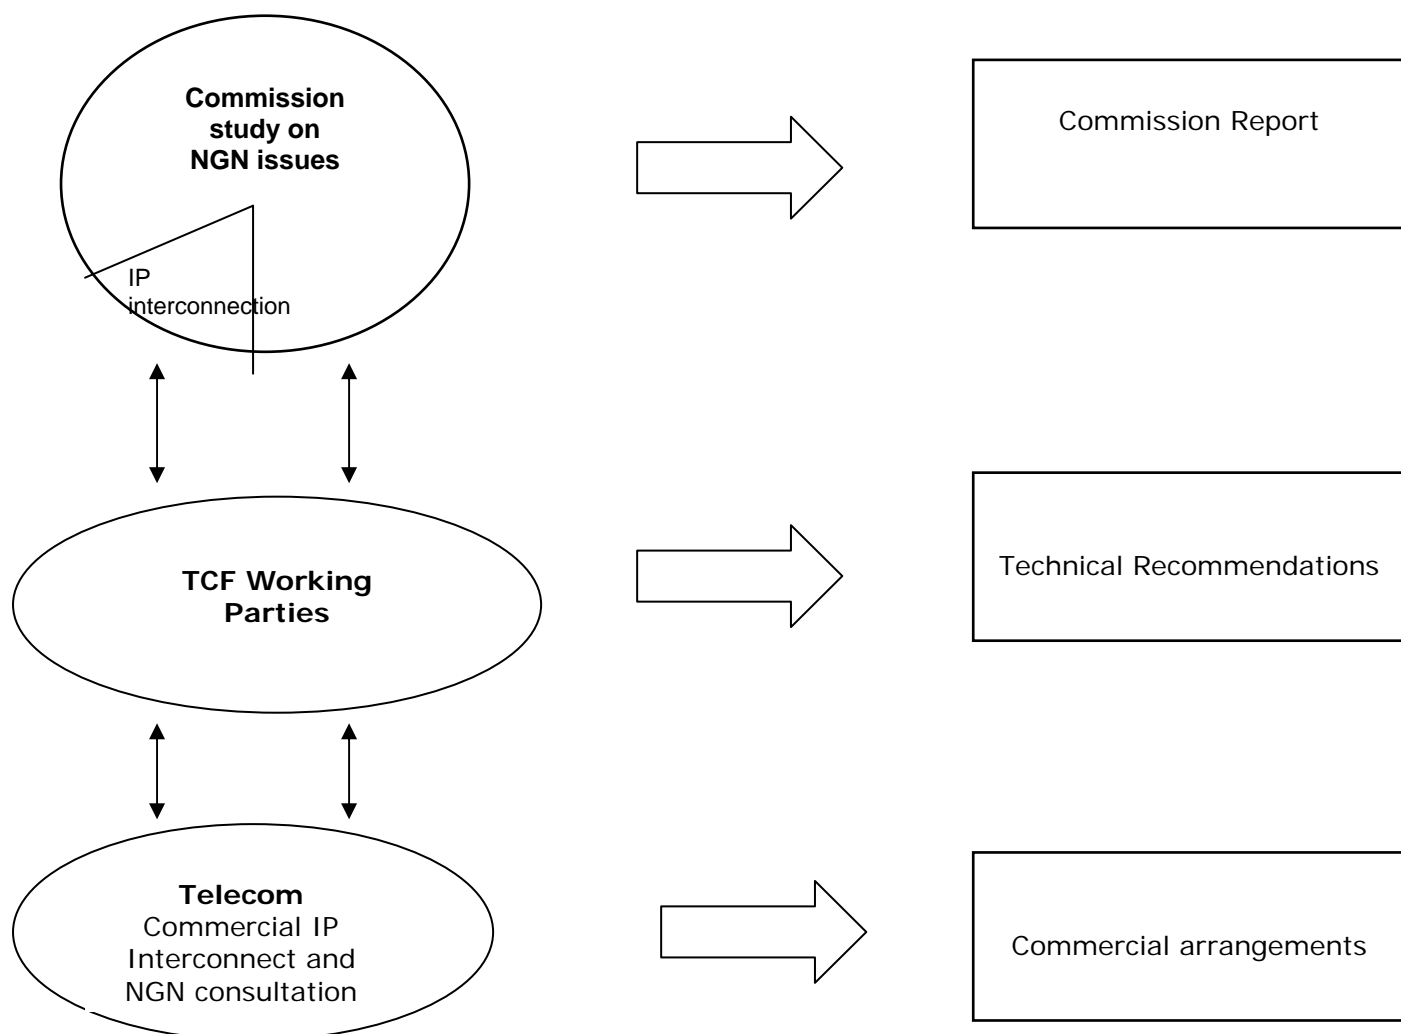 Commission
study on
NGN issues
IP
interconnection
Commission Report
TCF Working
Parties
Technical Recommendations
Telecom
Commercial IP
Interconnect and
NGN consultation
Commercial arrangements